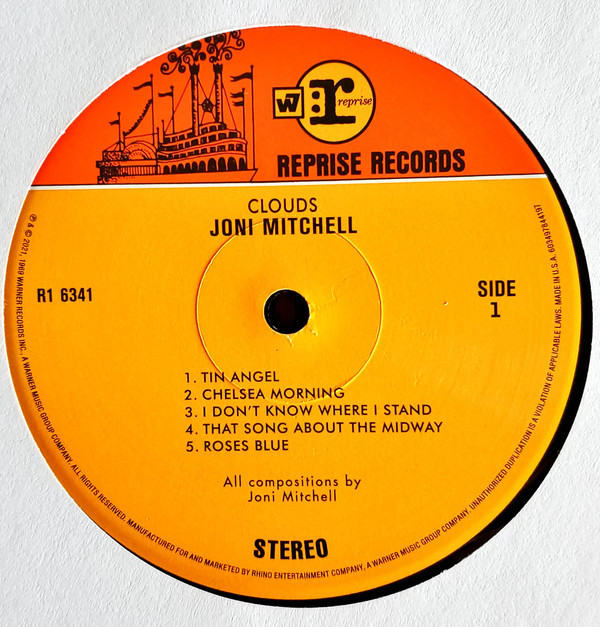 W7
r
reprise
REPRISE RECORDS
CLOUDS
JONI MITCHELL
R1 6341
SIDE
1
1. TIN ANGEL
2. CHELSEA MORNING
3. I DON'T KNOW WHERE I STAND
4. THAT SONG ABOUT THE MIDWAY
5. ROSES BLUE
All compositions by
Joni Mitchell
STEREO
℗ & © 2021, 1969 WARNER RECORDS INC., A WARNER MUSIC GROUP COMPANY. ALL RIGHTS RESERVED. MANUFACTURED FOR AND MARKETED BY RHINO ENTERTAINMENT COMPANY, A WARNER MUSIC GROUP COMPANY. UNAUTHORIZED DUPLICATION IS A VIOLATION OF APPLICABLE LAWS. MADE IN U.S.A. 603497844197